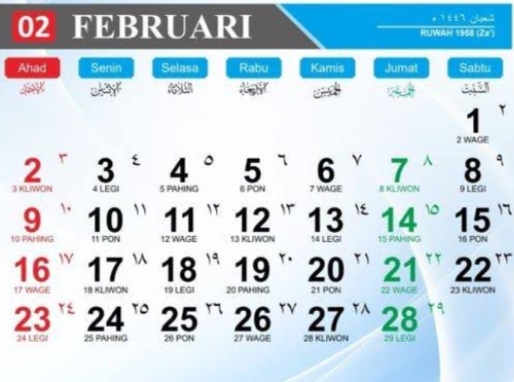 02 FEBRUARI
شعبان ١٤٤٦ ه
RUWAH 1958 (Za')
Ahad Senin Selasa Rabu Kamis Jumat Sabtu
الأحد الإثنين الثلاثاء الأربعاء الخميس الجمعة السبت
1 ٢
2 WAGE
2 ٣ 3 ٤ 4 ٥ 5 ٦ 6 ٧ 7 ٨ 8 ٩
3 KLIWON 4 LEGI 5 PAHING 6 PON 7 WAGE 8 KLIWON 9 LEGI
9 ١٠ 10 ١١ 11 ١٢ 12 ١٣ 13 ١٤ 14 ١٥ 15 ١٦
10 PAHING 11 PON 12 WAGE 13 KLIWON 14 LEGI 15 PAHING 16 PON
16 ١٧ 17 ١٨ 18 ١٩ 19 ٢٠ 20 ٢١ 21 ٢٢ 22 ٢٣
17 WAGE 18 KLIWON 19 LEGI 20 PAHING 21 PON 22 WAGE 23 KLIWON
23 ٢٤ 24 ٢٥ 25 ٢٦ 26 ٢٧ 27 ٢٨ 28 ٢٩
24 LEGI 25 PAHING 26 PON 27 WAGE 28 KLIWON 29 LEGI